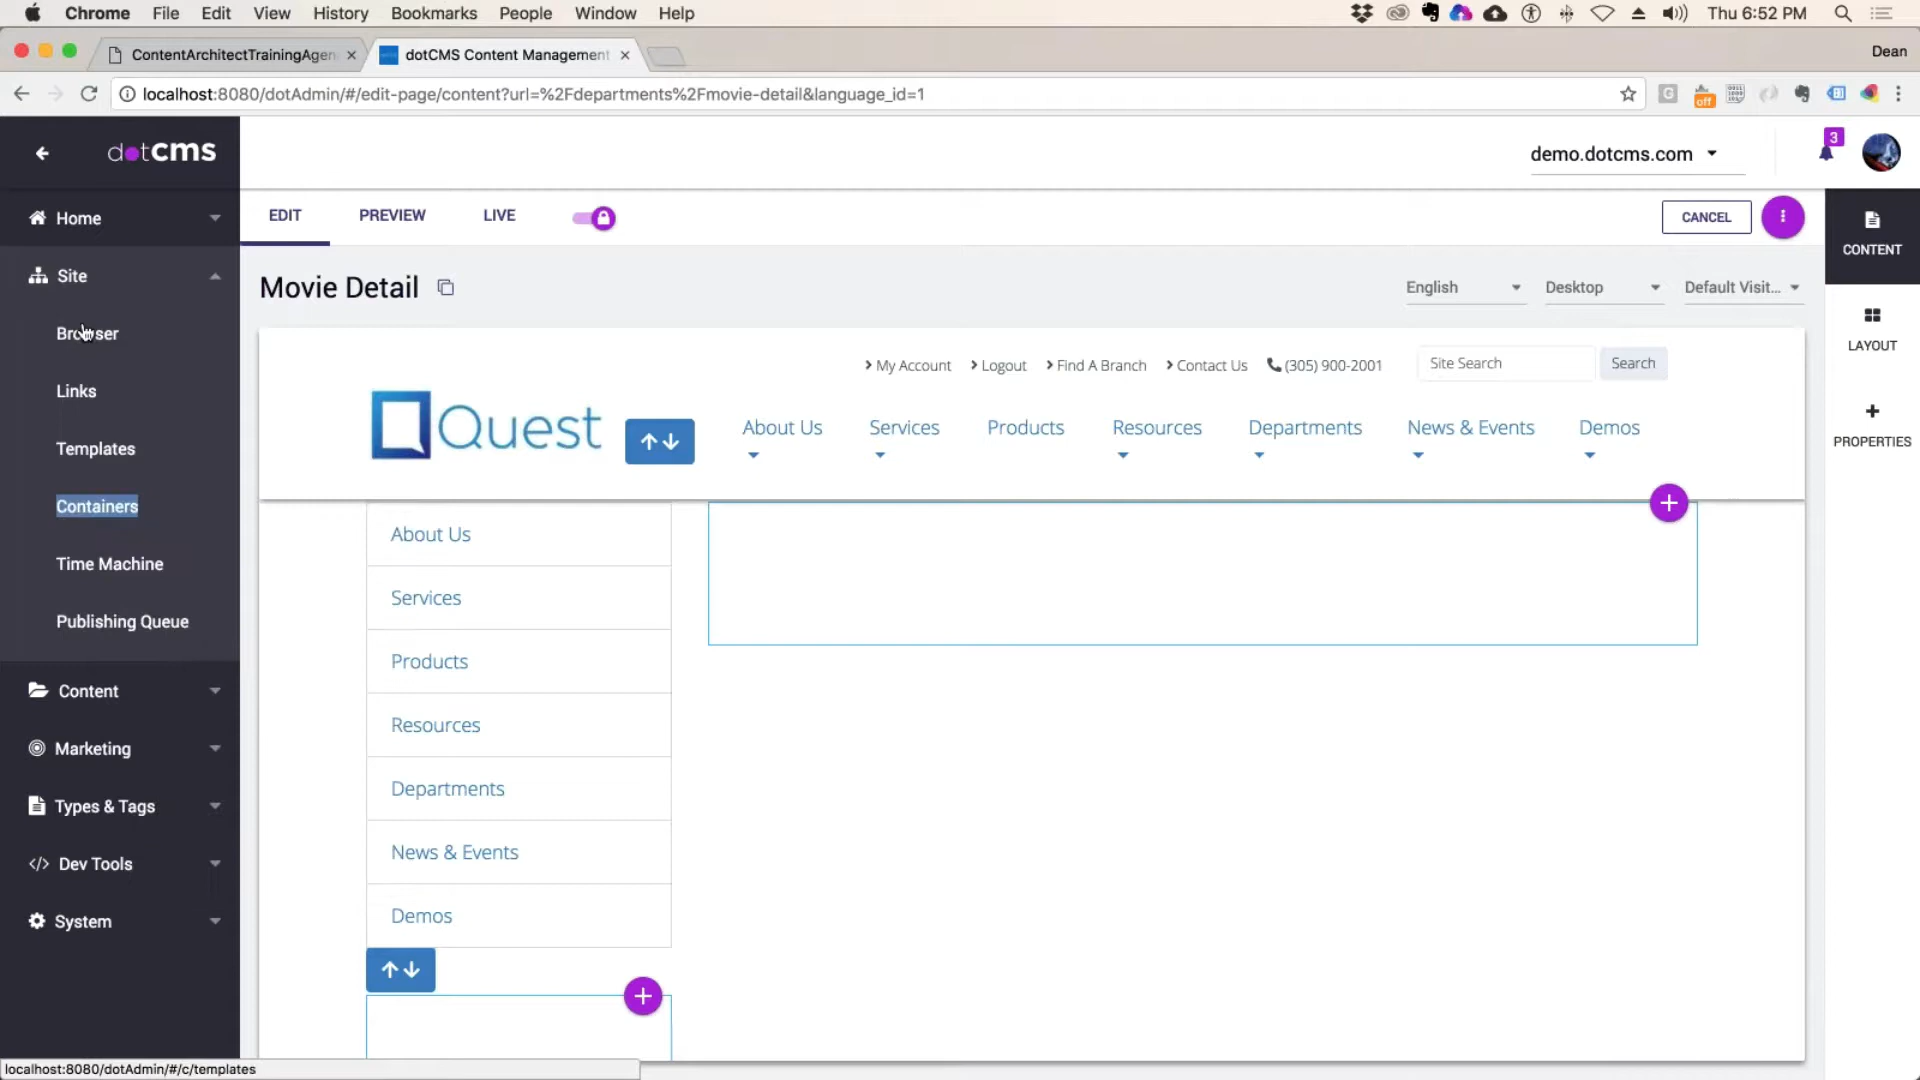 Chrome File Edit View History Bookmarks People Window Help Thu 6:52 PM
ContentArchitectTrainingAgen
dotCMS Content Management
Dean
localhost:8080/dotAdmin/#/edit-page/content?url=%2Fdepartments%2Fmovie-detail&language_id=1
off
dotCMS
demo.dotcms.com
3
Home
Site
Browser
Links
Templates
Containers
Time Machine
Publishing Queue
Content
Marketing
Types & Tags
Dev Tools
System
EDIT PREVIEW LIVE
CANCEL
CONTENT
LAYOUT
PROPERTIES
Movie Detail
English Desktop Default Visit...
My Account Logout Find A Branch Contact Us (305) 900-2001 Site Search Search
Quest
About Us Services Products Resources Departments News & Events Demos
About Us
Services
Products
Resources
Departments
News & Events
Demos
localhost:8080/dotAdmin/#/c/templates